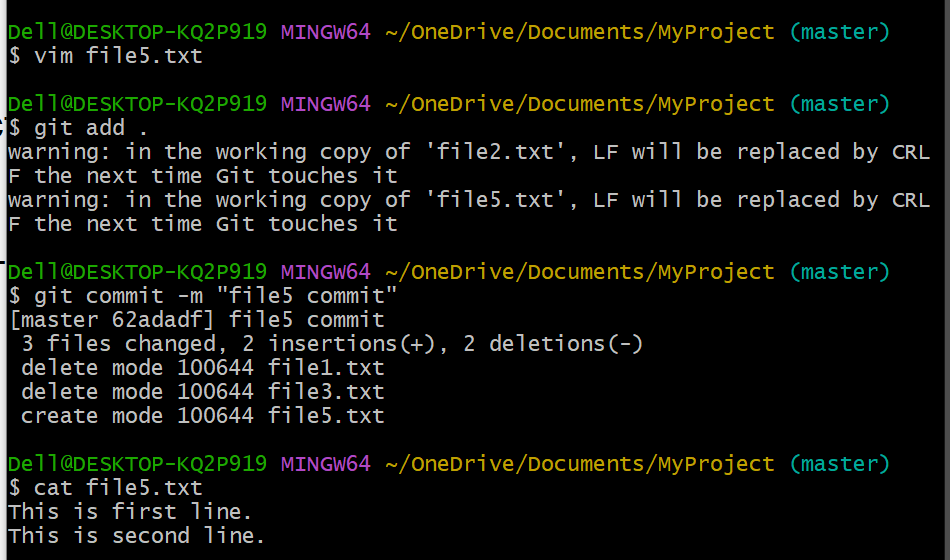 Dell@DESKTOP-KQ2P919 MINGW64 ~/OneDrive/Documents/MyProject (master)
$ vim file5.txt
Dell@DESKTOP-KQ2P919 MINGW64 ~/OneDrive/Documents/MyProject (master)
$ git add .
warning: in the working copy of 'file2.txt', LF will be replaced by CRL
F the next time Git touches it
warning: in the working copy of 'file5.txt', LF will be replaced by CRL
F the next time Git touches it
Dell@DESKTOP-KQ2P919 MINGW64 ~/OneDrive/Documents/MyProject (master)
$ git commit -m "file5 commit"
[master 62adadf] file5 commit
 3 files changed, 2 insertions(+), 2 deletions(-)
 delete mode 100644 file1.txt
 delete mode 100644 file3.txt
 create mode 100644 file5.txt
Dell@DESKTOP-KQ2P919 MINGW64 ~/OneDrive/Documents/MyProject (master)
$ cat file5.txt
This is first line.
This is second line.